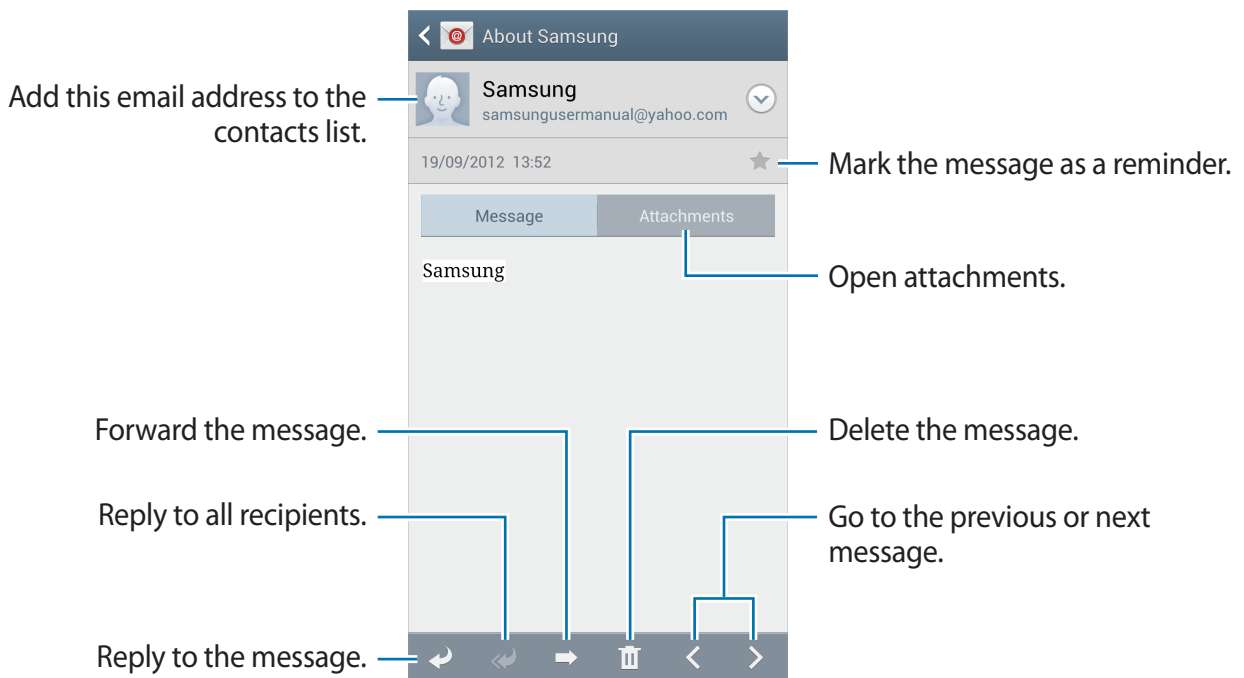 About Samsung
Add this email address to the
contacts list.
Samsung
samsungusermanual@yahoo.com
19/09/2012 13:52
Mark the message as a reminder.
Message
Attachments
Samsung
Open attachments.
Forward the message.
Delete the message.
Reply to all recipients.
Go to the previous or next
message.
Reply to the message.